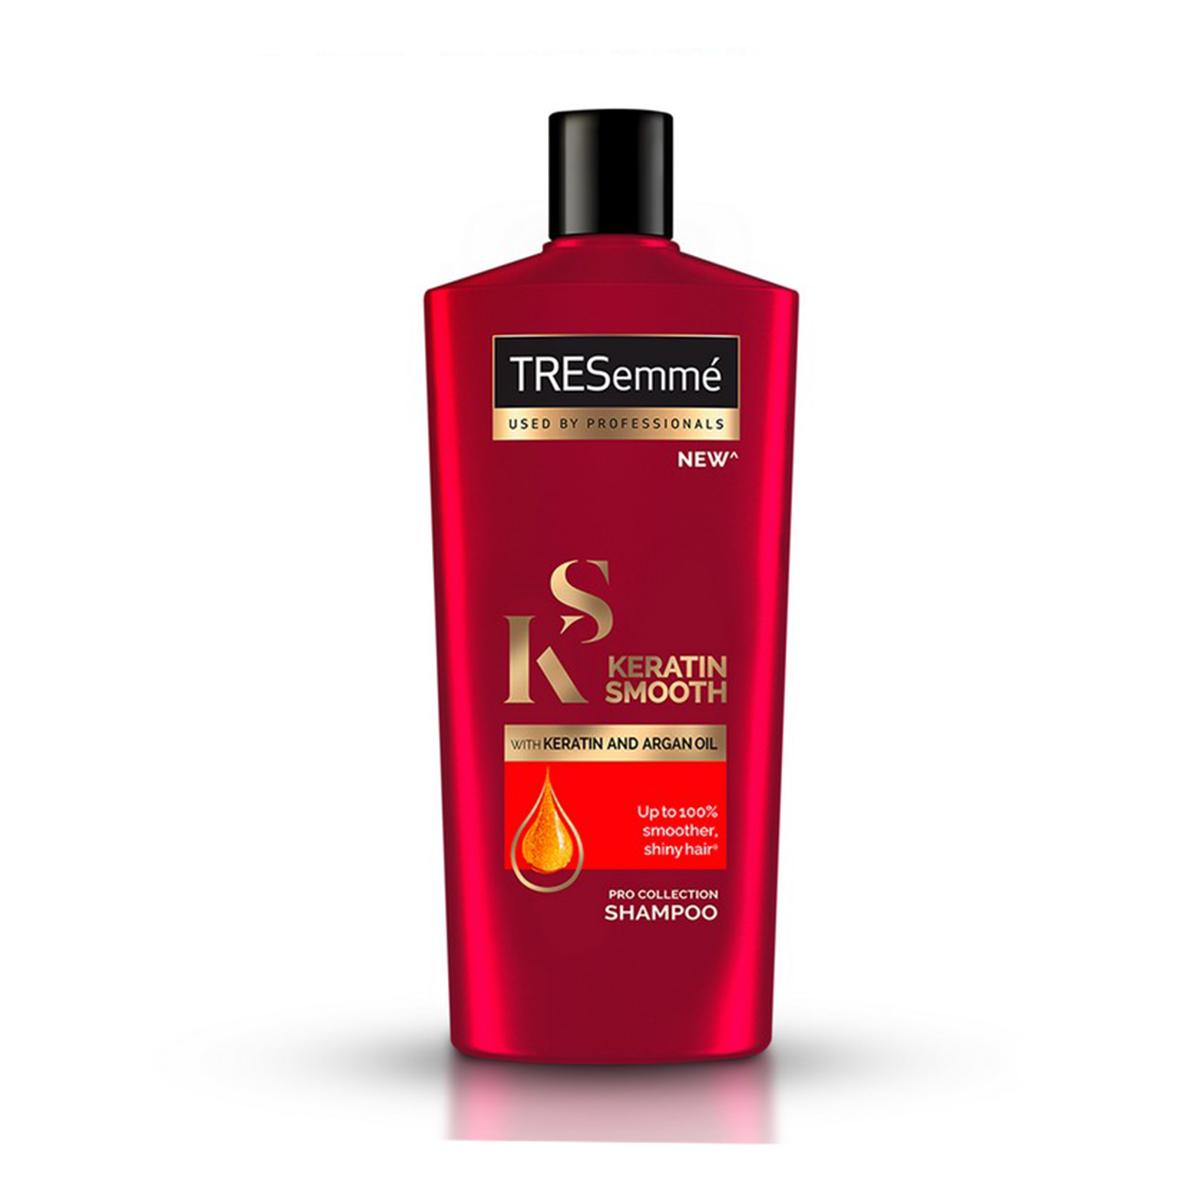 TRESemmé
USED BY PROFESSIONALS
NEW^
KS
KERATIN
SMOOTH
WITH KERATIN AND ARGAN OIL
Up to 100%
smoother,
shiny hair°
PRO COLLECTION
SHAMPOO